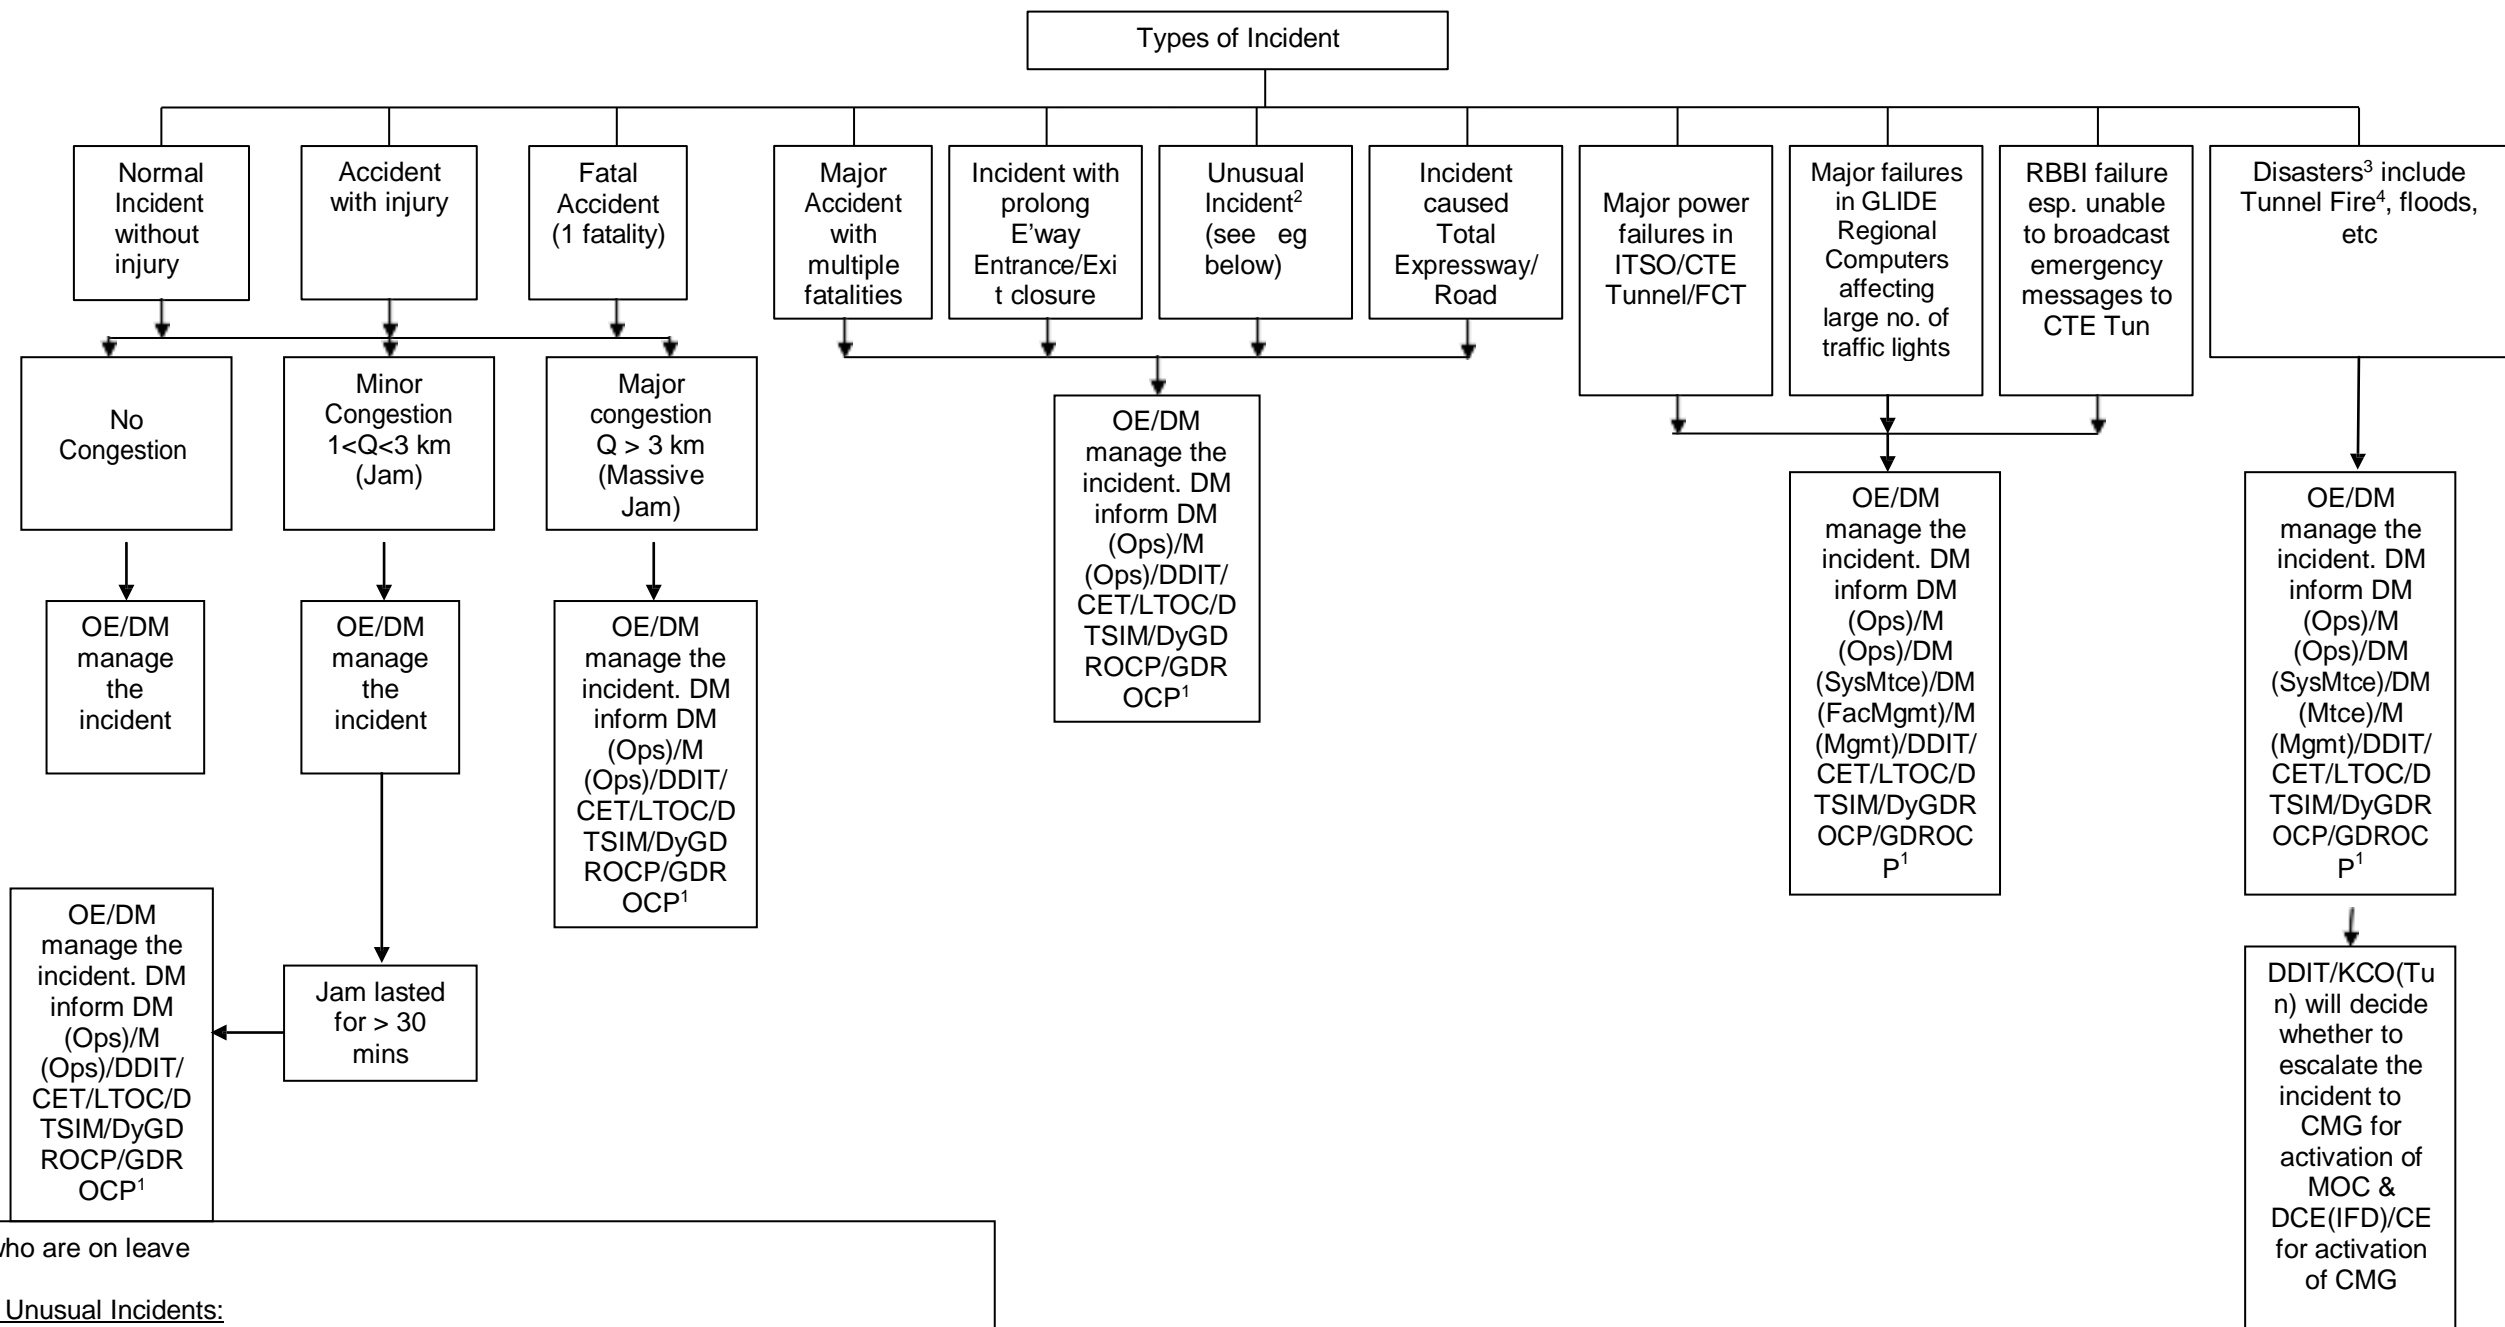 Types of Incident
Normal
Incident
without
injury
Accident
with injury
Fatal
Accident
(1 fatality)
Major
Accident
with
multiple
fatalities
Incident with
prolong
E'way
Entrance/Exi
t closure
Unusual
Incident²
(see eg
below)
Incident
caused
Total
Expressway/
Road
Major power
failures in
ITSO/CTE
Tunnel/FCT
Major failures
in GLIDE
Regional
Computers
affecting
large no. of
traffic lights
RBBI failure
esp. unable
to broadcast
emergency
messages to
CTE Tun
Disasters³ include
Tunnel Fire⁴, floods,
etc
No
Congestion
Minor
Congestion
1<Q<3 km
(Jam)
Major
congestion
Q > 3 km
(Massive
Jam)
OE/DM
manage the
incident. DM
inform DM
(Ops)/M
(Ops)/DDIT/
CET/LTOC/D
TSIM/DyGD
ROCP/GDR
OCP¹
OE/DM
manage the
incident. DM
inform DM
(Ops)/M
(Ops)/DM
(SysMtce)/DM
(FacMgmt)/M
(Mgmt)/DDIT/
CET/LTOC/D
TSIM/DyGDR
OCP/GDROC
P¹
OE/DM
manage the
incident. DM
inform DM
(Ops)/M
(Ops)/DM
(SysMtce)/DM
(Mtce)/M
(Mgmt)/DDIT/
CET/LTOC/D
TSIM/DyGDR
OCP/GDROC
P¹
OE/DM
manage
the
incident
OE/DM
manage
the
incident
OE/DM
manage the
incident. DM
inform DM
(Ops)/M
(Ops)/DDIT/
CET/LTOC/D
TSIM/DyGD
ROCP/GDR
OCP¹
OE/DM
manage the
incident. DM
inform DM
(Ops)/M
(Ops)/DDIT/
CET/LTOC/D
TSIM/DyGD
ROCP/GDR
OCP¹
Jam lasted
for > 30
mins
DDIT/KCO(Tu
n) will decide
whether to
escalate the
incident to
CMG for
activation of
MOC &
DCE(IFD)/CE
for activation
of CMG
who are on leave
Unusual Incidents: